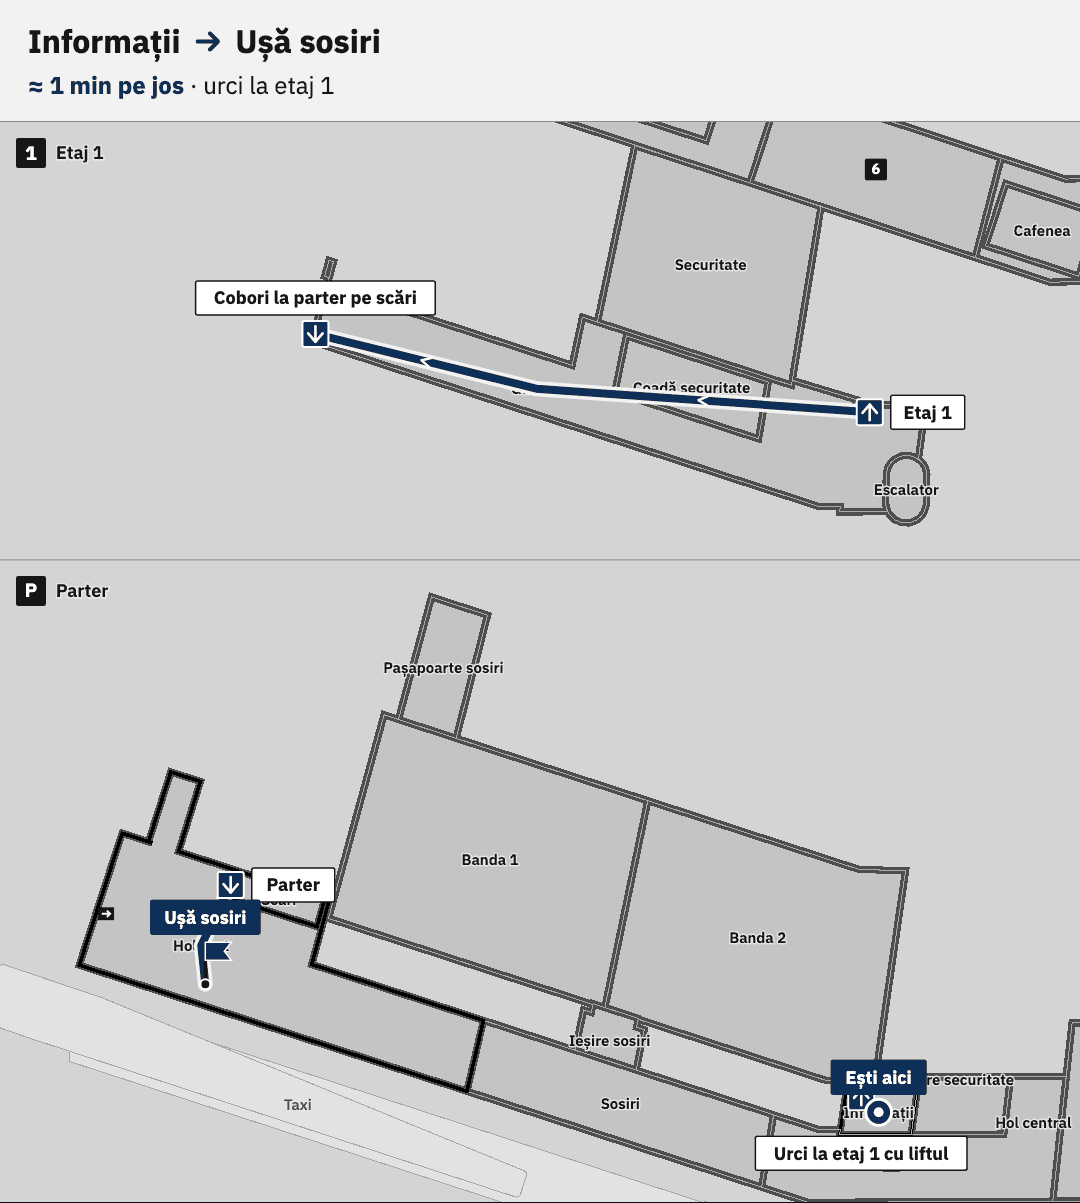 Informații → Ușă sosiri
≈ 1 min pe jos · urci la etaj 1
1 Etaj 1
6
Cafenea
Securitate
Cobori la parter pe scări
Coadă securitate
Etaj 1
Escalator
P Parter
Pașapoarte sosiri
Banda 1
Parter
Ușă sosiri
Banda 2
Ieșire sosiri
Ești aici
re securitate
Taxi
Sosiri
Hol central
Urci la etaj 1 cu liftul